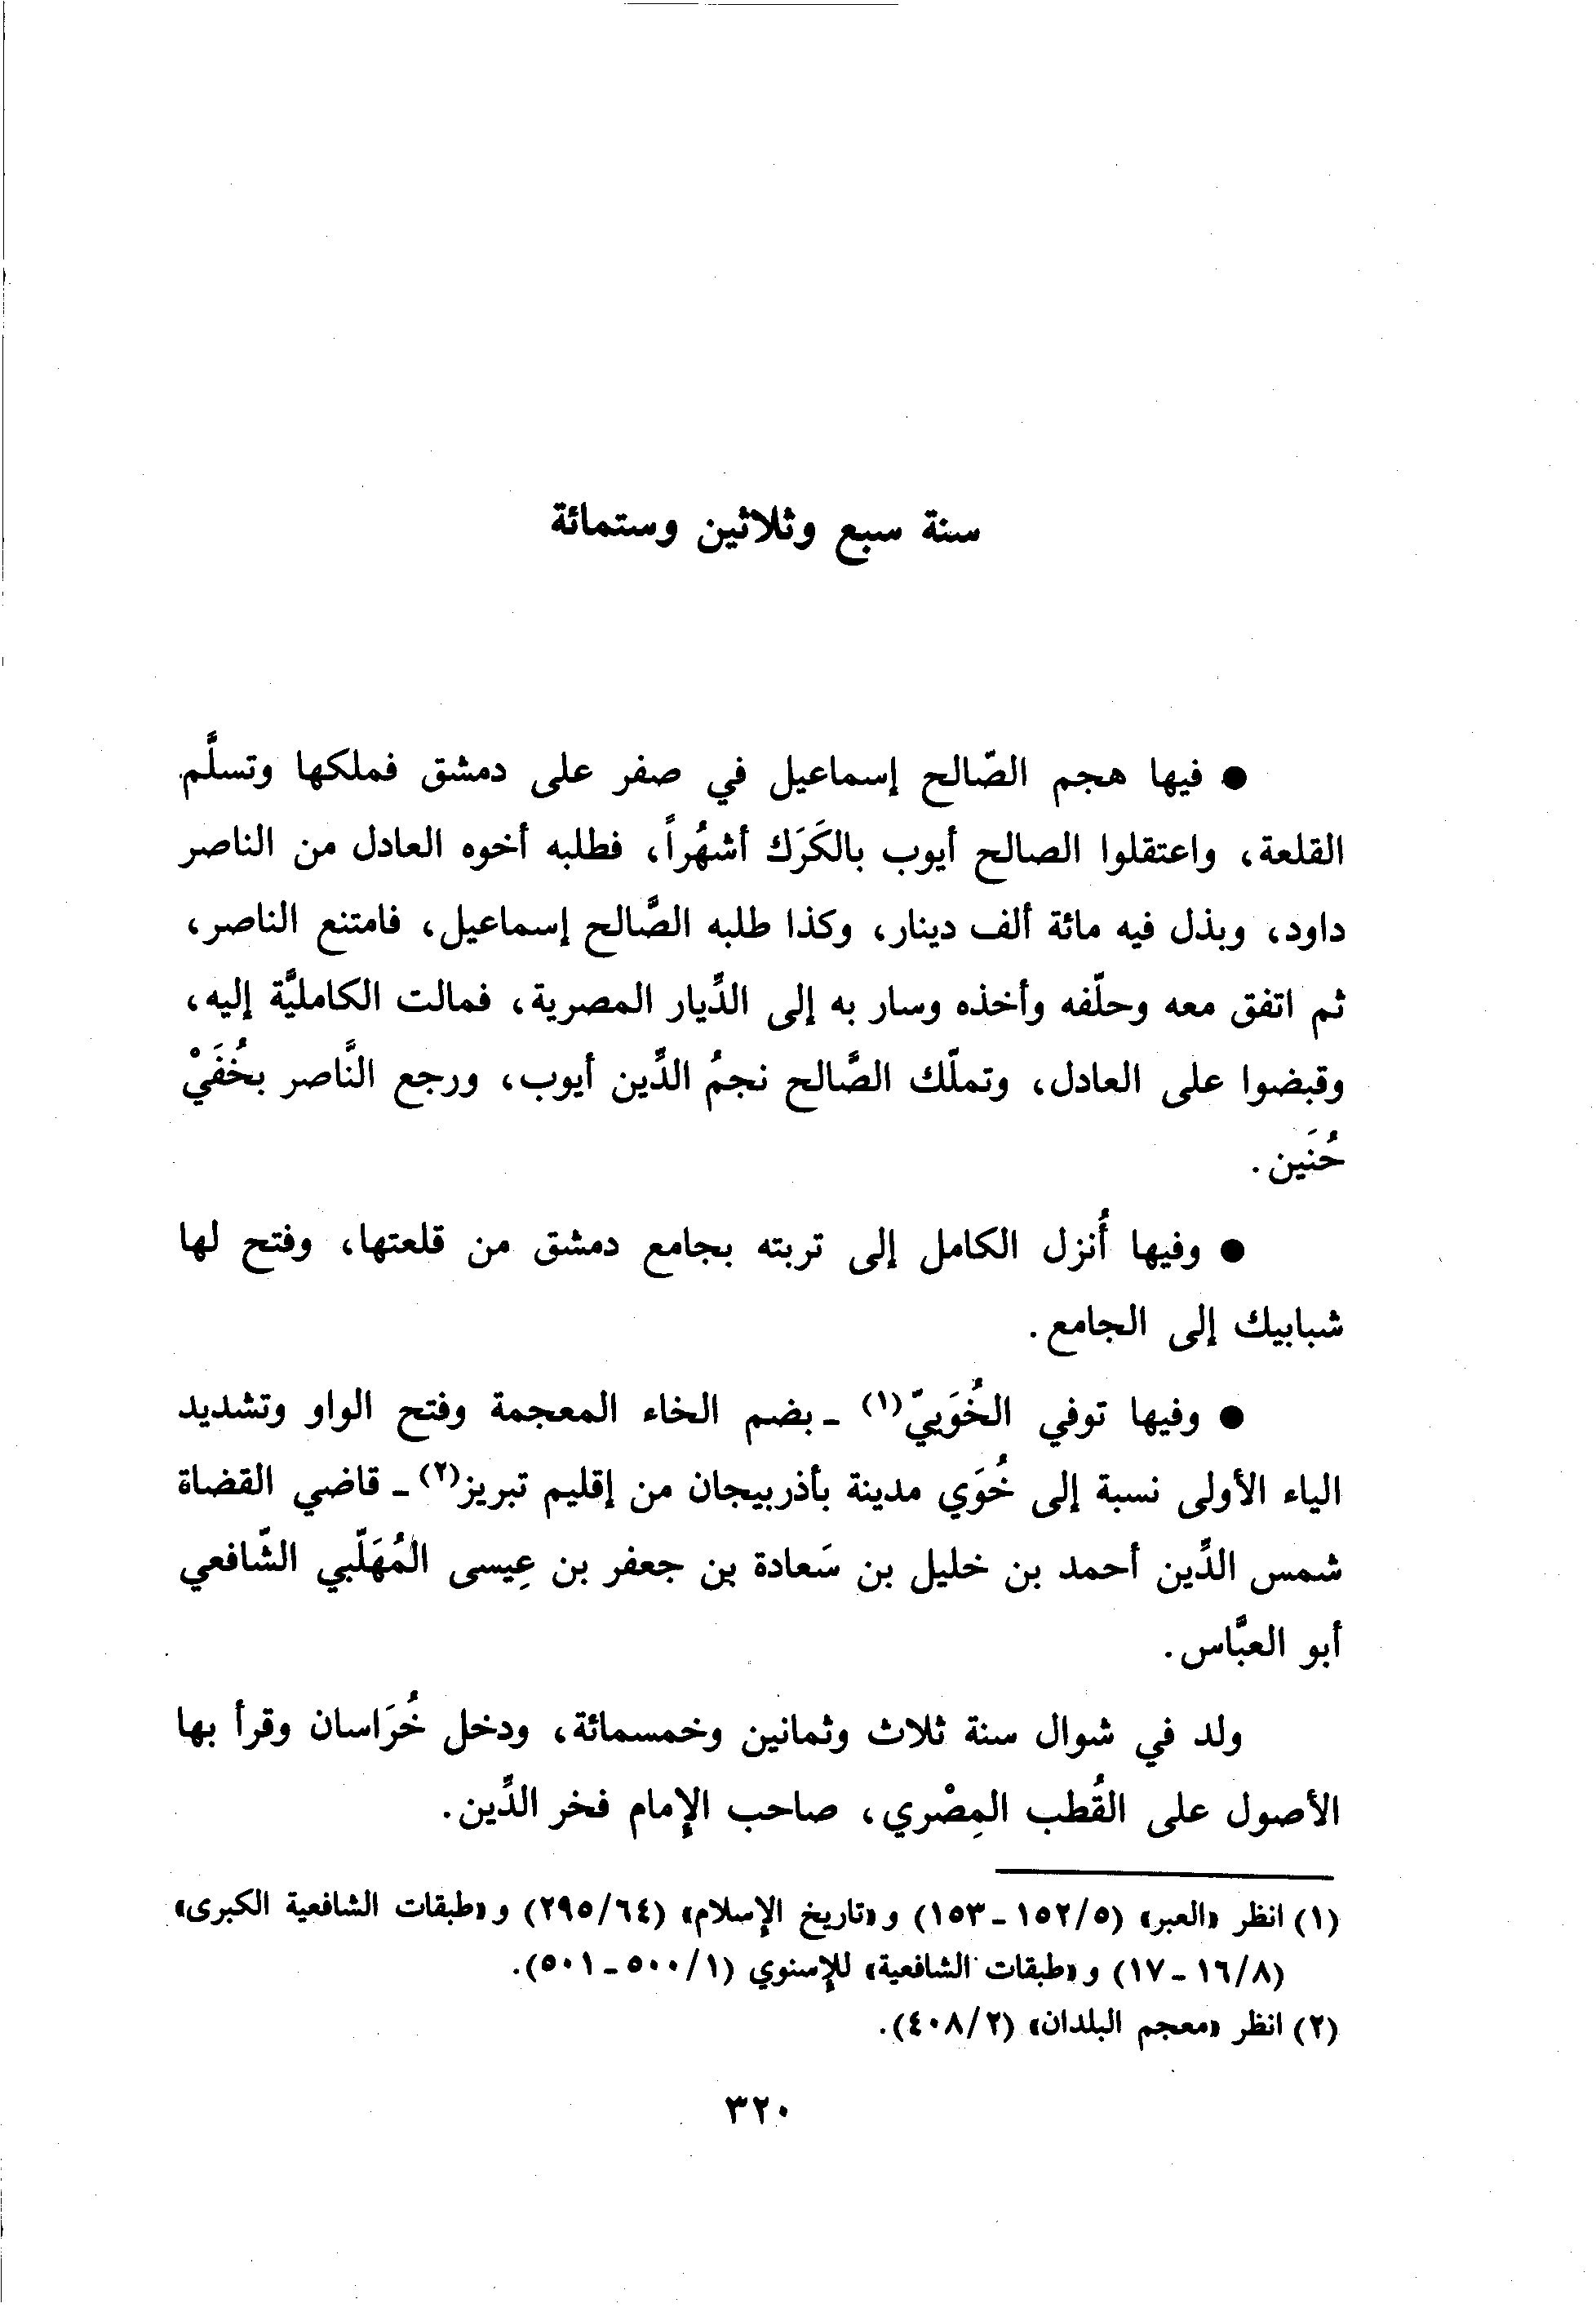 سنة سبع وثلاثين وستمائة
● فيها هجم الصّالح إسماعيل في صفر على دمشق فملكها وتسلَّم
القلعة، واعتقلوا الصالح أيوب بالكَرَك أشهُراً، فطلبه أخوه العادل من الناصر
داود، وبذل فيه مائة ألف دينار، وكذا طلبه الصَّالح إسماعيل، فامتنع الناصر،
ثم اتفق معه وحلّفه وأخذه وسار به إلى الدِّيار المصرية، فمالت الكامليَّة إليه،
وقبضوا على العادل، وتملّك الصَّالح نجمُ الدِّين أيوب، ورجع النَّاصر بخُفَيْ
حُنَين.
● وفيها أُنزل الكامل إلى تربته بجامع دمشق من قلعتها، وفتح لها
شبابيك إلى الجامع.
● وفيها توفي الخُوَييّ(١) - بضم الخاء المعجمة وفتح الواو وتشديد
الياء الأولى نسبة إلى خُوَي مدينة بأذربيجان من إقليم تبريز(٢) - قاضي القضاة
شمس الدِّين أحمد بن خليل بن سَعادة بن جعفر بن عِيسى المُهَلّبي الشّافعي
أبو العبَّاس.
ولد في شوال سنة ثلاث وثمانين وخمسمائة، ودخل خُرَاسان وقرأ بها
الأصول على القُطب المِصْري، صاحب الإمام فخر الدِّين.
(١) انظر «العبر» (١٥٢/٥ - ١٥٣) و«تاريخ الإسلام» (٢٩٥/٦٤) و«طبقات الشافعية الكبرى»
(١٦/٨ - ١٧) و«طبقات الشافعية» للإسنوي (٥٠٠/١ - ٥٠١).
(٢) انظر «معجم البلدان» (٤٠٨/٢).
٣٢٠